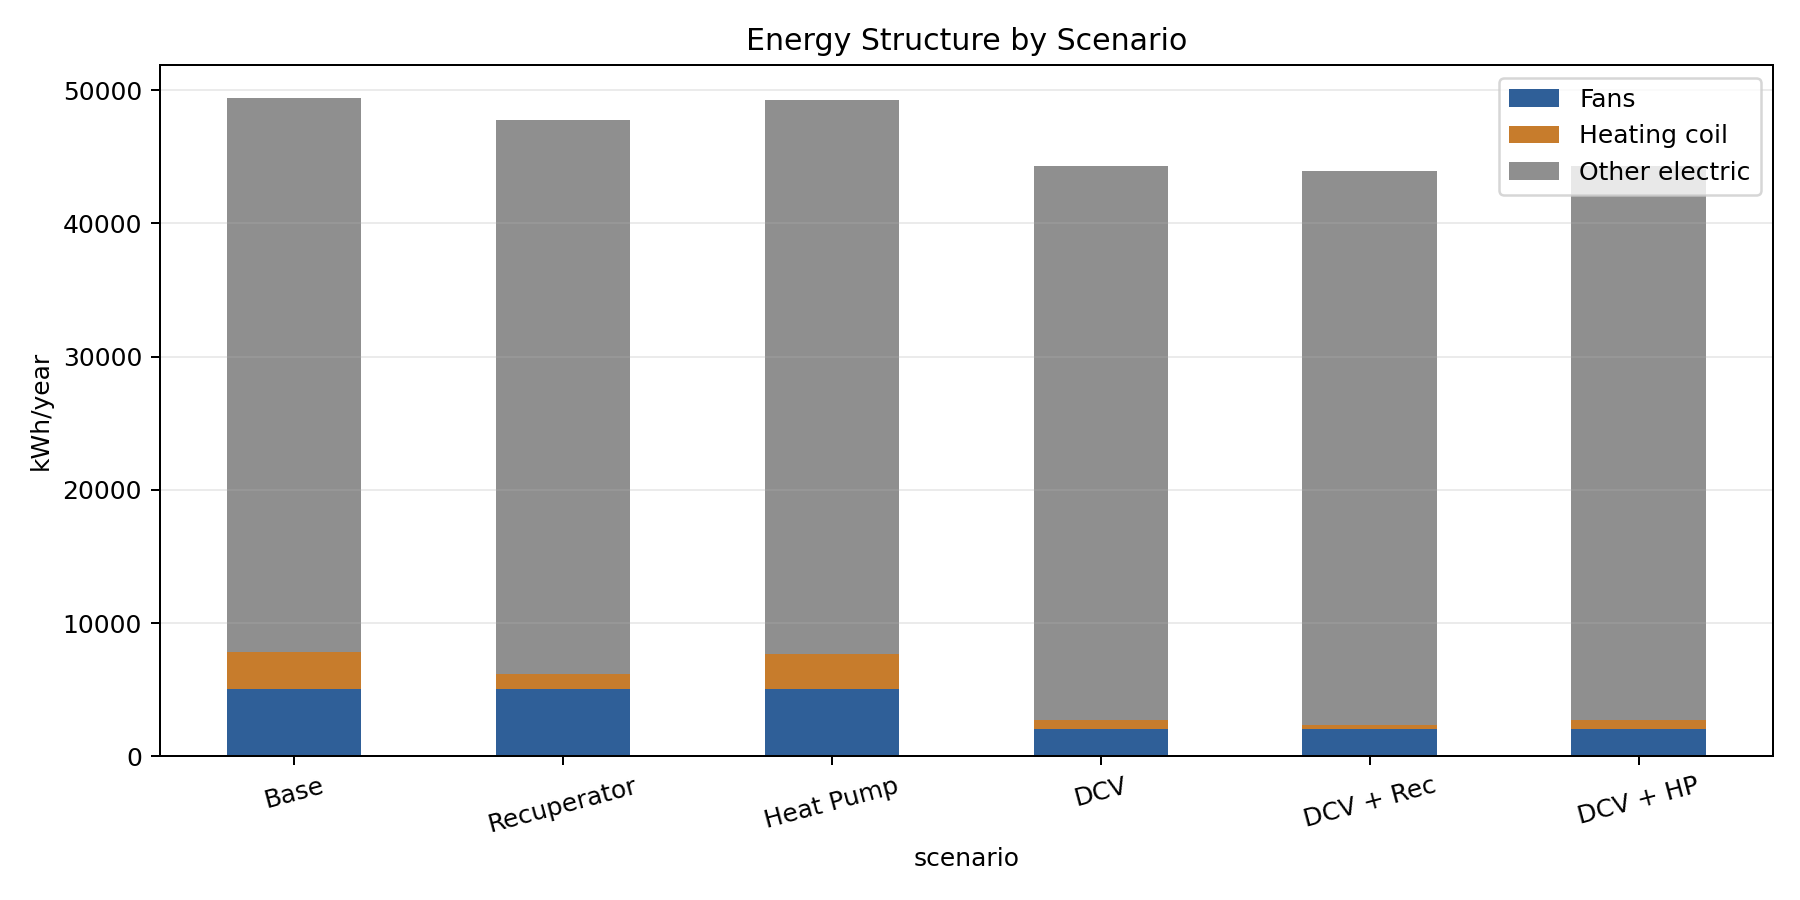 Energy Structure by Scenario
kWh/year
50000
40000
30000
20000
10000
0
Fans
Heating coil
Other electric
Base
Recuperator
Heat Pump
DCV
DCV + Rec
DCV + HP
scenario